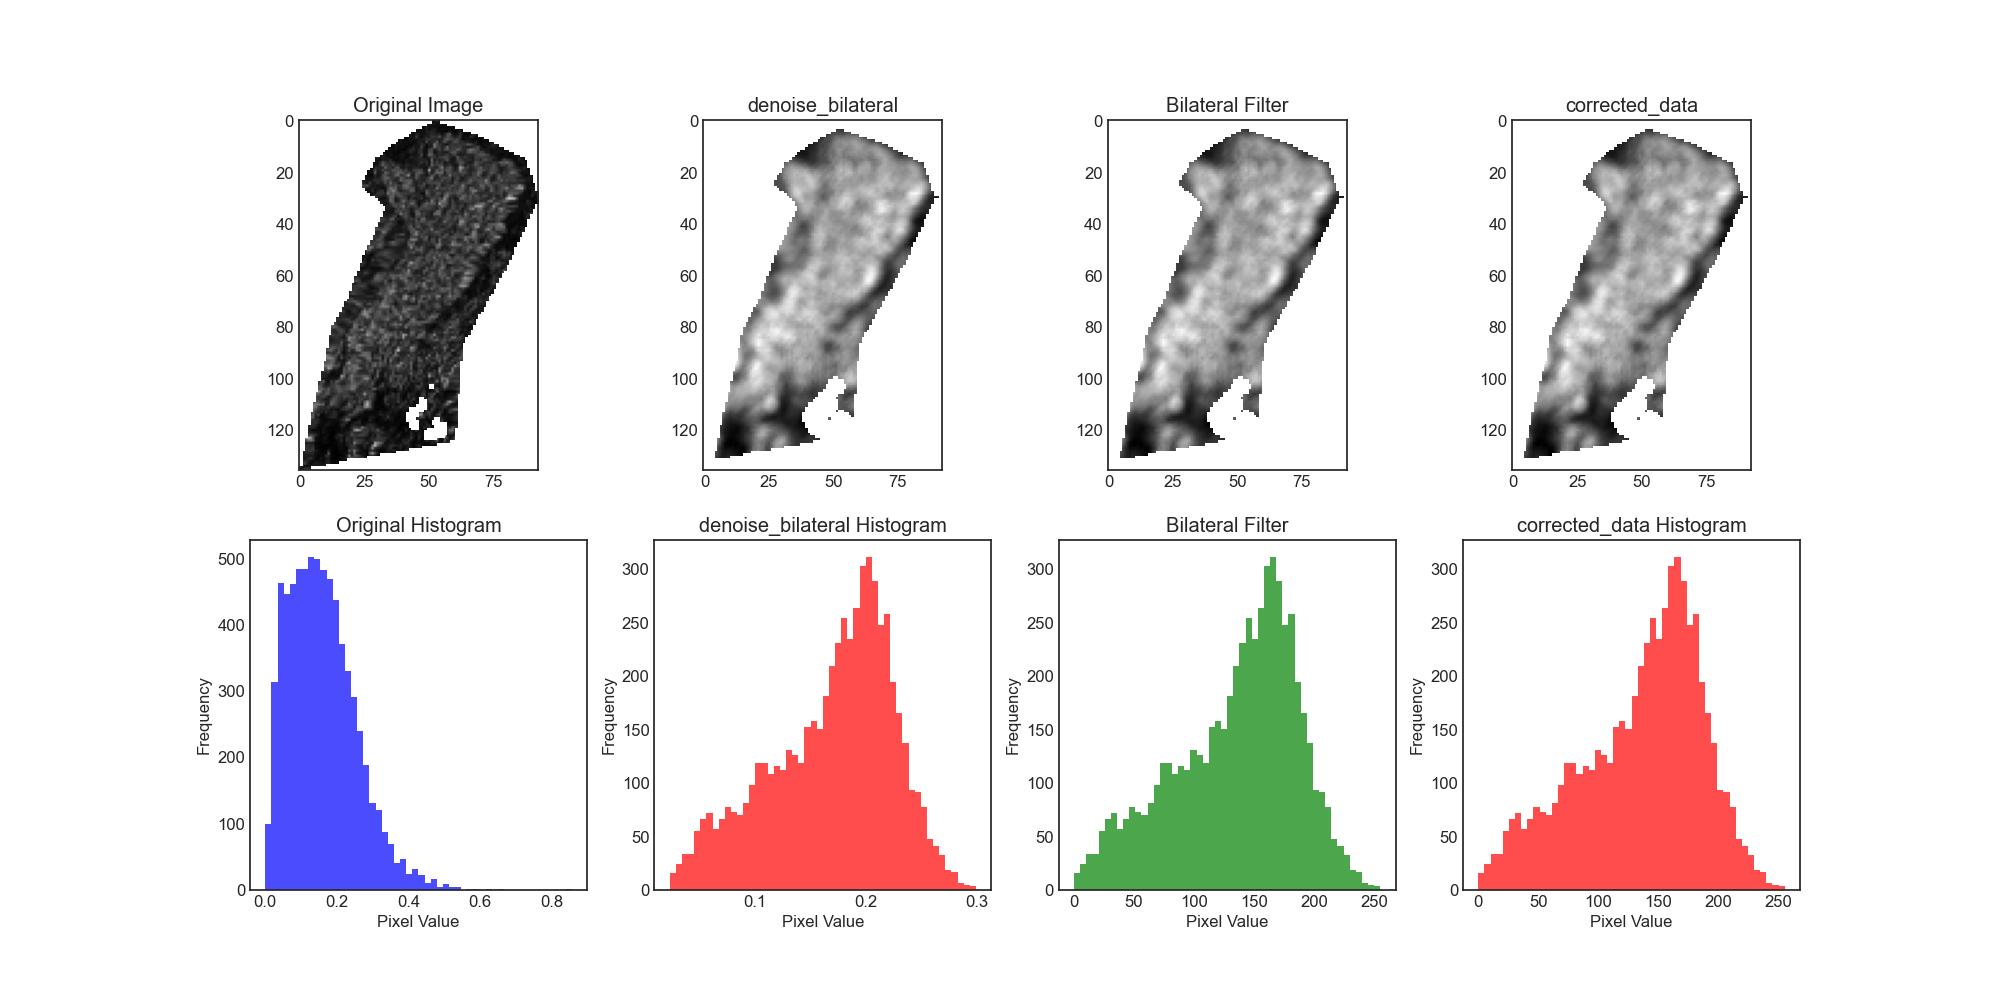 Original Image
denoise_bilateral
Bilateral Filter
corrected_data
0
20
40
60
80
100
120
0 25 50 75
0
20
40
60
80
100
120
0 25 50 75
0
20
40
60
80
100
120
0 25 50 75
0
20
40
60
80
100
120
0 25 50 75
Original Histogram
Frequency
500
400
300
200
100
0
0.0 0.2 0.4 0.6 0.8
Pixel Value
denoise_bilateral Histogram
Frequency
300
250
200
150
100
50
0
0.1 0.2 0.3
Pixel Value
Bilateral Filter
Frequency
300
250
200
150
100
50
0
0 50 100 150 200 250
Pixel Value
corrected_data Histogram
Frequency
300
250
200
150
100
50
0
0 50 100 150 200 250
Pixel Value